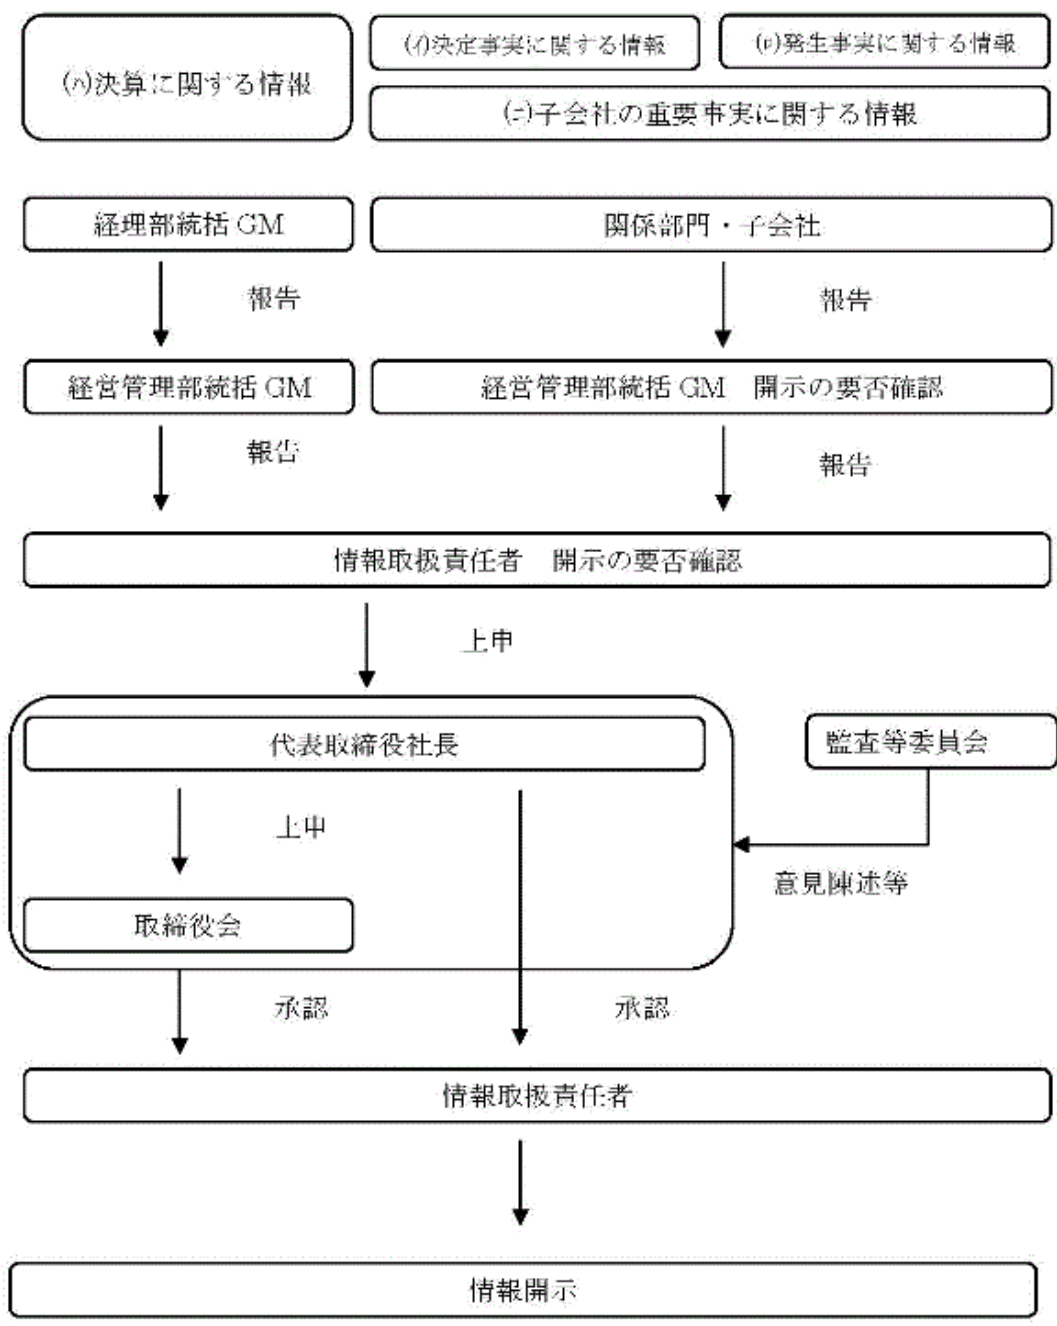 (ハ)決算に関する情報
(イ)決定事実に関する情報
(ロ)発生事実に関する情報
(ニ)子会社の重要事実に関する情報
経理部統括 GM
関係部門・子会社
報告
報告
経営管理部統括 GM
経営管理部統括 GM　開示の要否確認
報告
報告
情報取扱責任者　開示の要否確認
上申
代表取締役社長
監査等委員会
上申
意見陳述等
取締役会
承認
承認
情報取扱責任者
情報開示